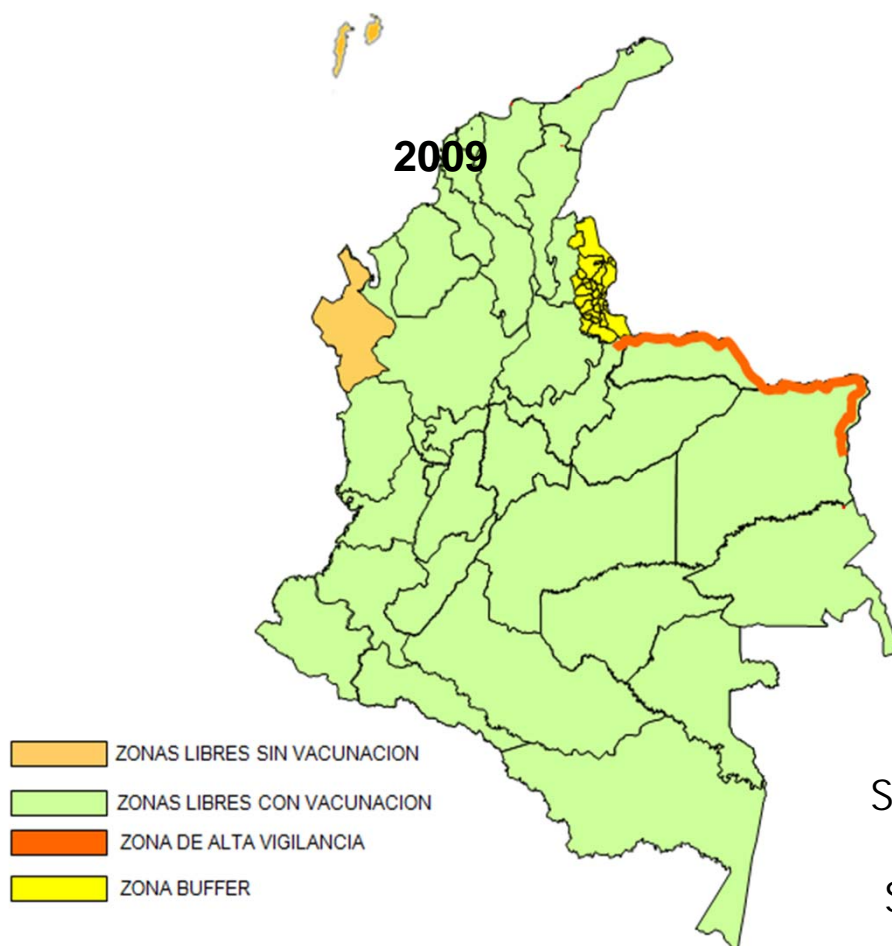 2009
ZONAS LIBRES SIN VACUNACION
ZONAS LIBRES CON VACUNACION
ZONA DE ALTA VIGILANCIA
ZONA BUFFER
S
S